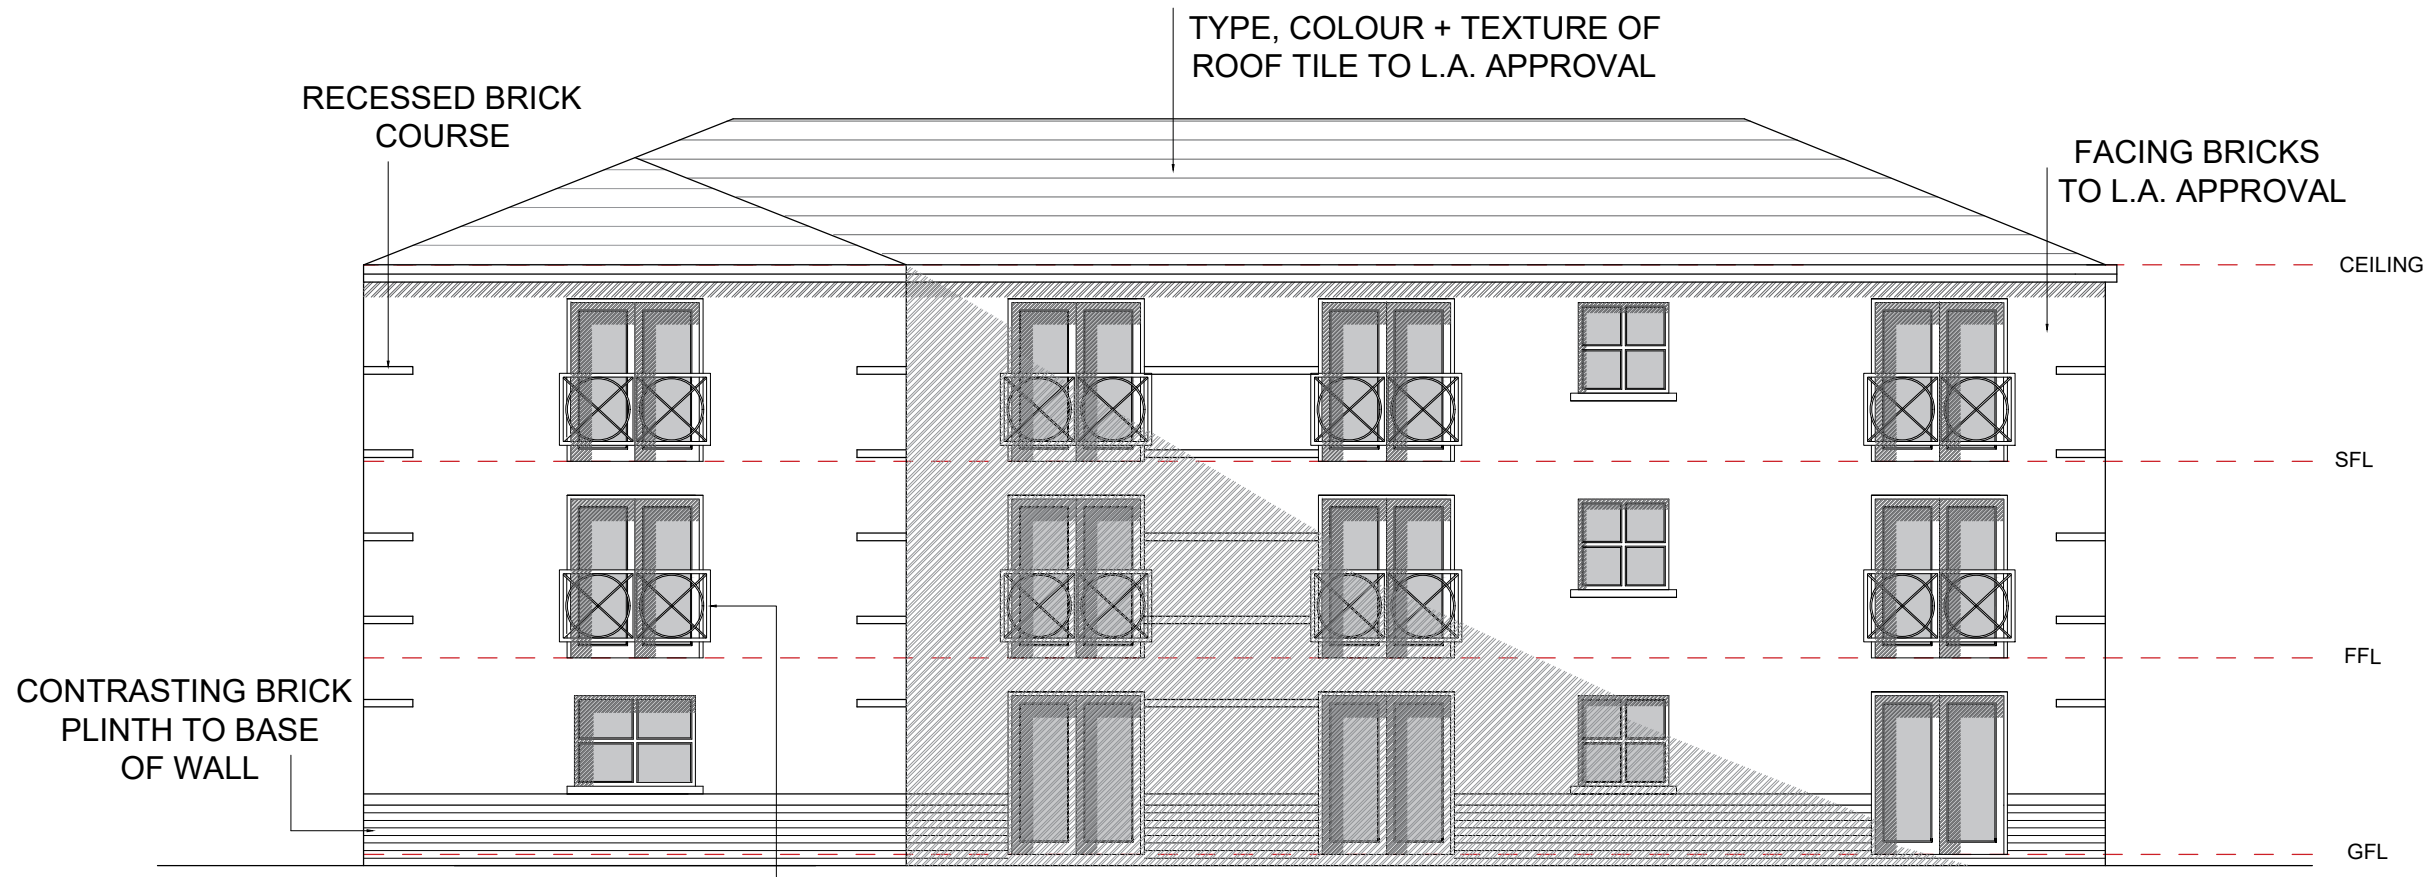 TYPE, COLOUR + TEXTURE OF
ROOF TILE TO L.A. APPROVAL
RECESSED BRICK
COURSE
FACING BRICKS
TO L.A. APPROVAL
CEILING
SFL
FFL
CONTRASTING BRICK
PLINTH TO BASE
OF WALL
GFL